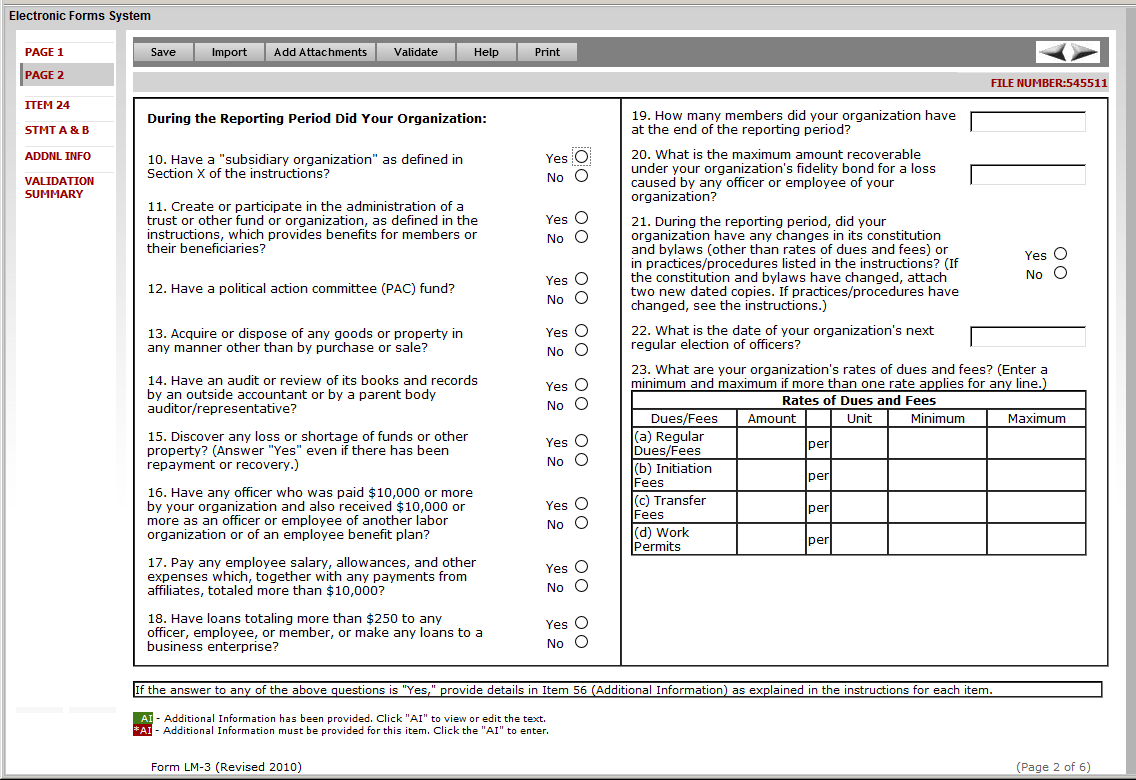 Electronic Forms System
PAGE 1
PAGE 2
ITEM 24
STMT A & B
ADDNL INFO
VALIDATION
SUMMARY
Save Import Add Attachments Validate Help Print
FILE NUMBER:545511
During the Reporting Period Did Your Organization:
10. Have a "subsidiary organization" as defined in
Section X of the instructions?
Yes
No
11. Create or participate in the administration of a
trust or other fund or organization, as defined in the
instructions, which provides benefits for members or
their beneficiaries?
Yes
No
12. Have a political action committee (PAC) fund?
Yes
No
13. Acquire or dispose of any goods or property in
any manner other than by purchase or sale?
Yes
No
14. Have an audit or review of its books and records
by an outside accountant or by a parent body
auditor/representative?
Yes
No
15. Discover any loss or shortage of funds or other
property? (Answer "Yes" even if there has been
repayment or recovery.)
Yes
No
16. Have any officer who was paid $10,000 or more
by your organization and also received $10,000 or
more as an officer or employee of another labor
organization or of an employee benefit plan?
Yes
No
17. Pay any employee salary, allowances, and other
expenses which, together with any payments from
affiliates, totaled more than $10,000?
Yes
No
18. Have loans totaling more than $250 to any
officer, employee, or member, or make any loans to a
business enterprise?
Yes
No
19. How many members did your organization have
at the end of the reporting period?
20. What is the maximum amount recoverable
under your organization's fidelity bond for a loss
caused by any officer or employee of your
organization?
21. During the reporting period, did your
organization have any changes in its constitution
and bylaws (other than rates of dues and fees) or
in practices/procedures listed in the instructions? (If
the constitution and bylaws have changed, attach
two new dated copies. If practices/procedures have
changed, see the instructions.)
Yes
No
22. What is the date of your organization's next
regular election of officers?
23. What are your organization's rates of dues and fees? (Enter a
minimum and maximum if more than one rate applies for any line.)
Rates of Dues and Fees
Dues/Fees Amount Unit Minimum Maximum
(a) Regular
Dues/Fees
per
(b) Initiation
Fees
per
(c) Transfer
Fees
per
(d) Work
Permits
per
If the answer to any of the above questions is "Yes," provide details in Item 56 (Additional Information) as explained in the instructions for each item.
AI - Additional Information has been provided. Click "AI" to view or edit the text.
*AI - Additional Information must be provided for this item. Click the "AI" to enter.
Form LM-3 (Revised 2010)
(Page 2 of 6)